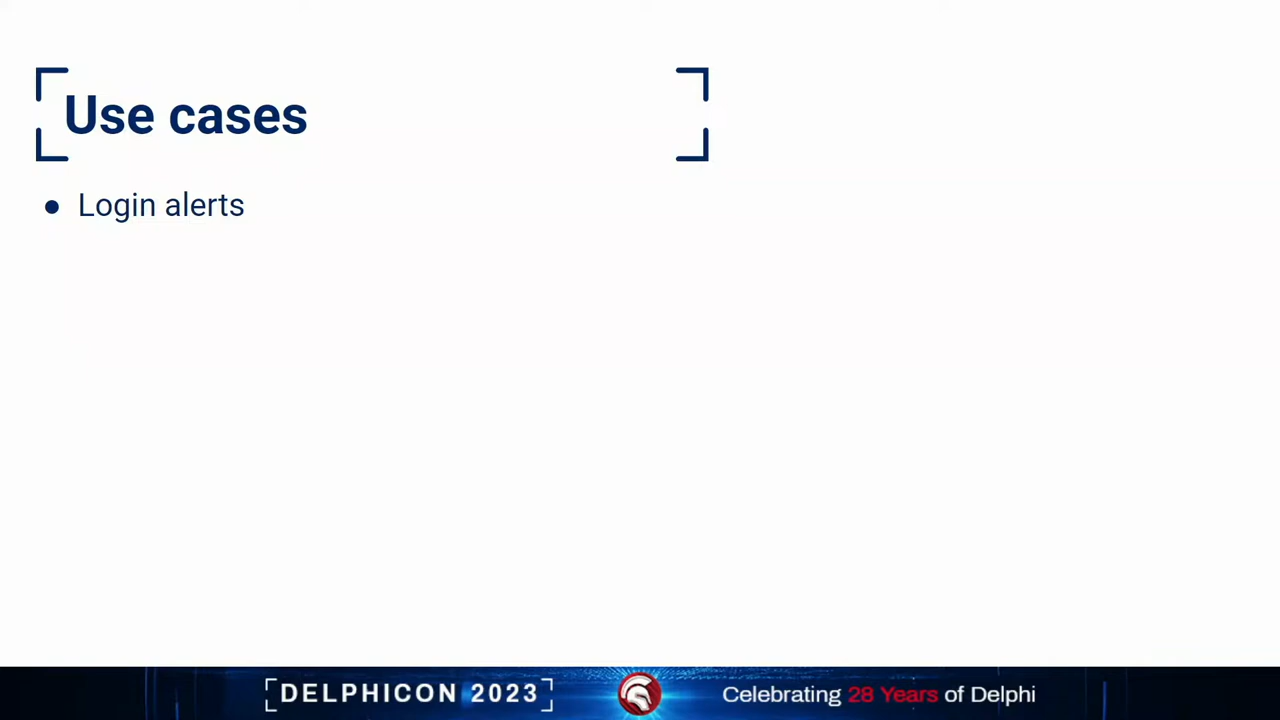 Use cases
● Login alerts
DELPHICON 2023
Celebrating 28 Years of Delphi